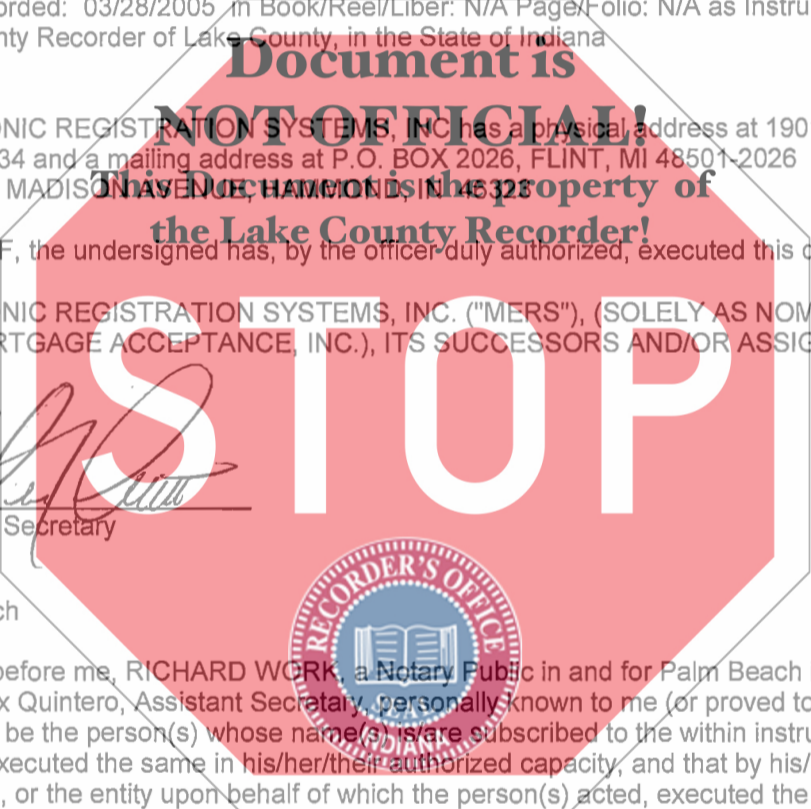 orded: 03/28/2005 in Book/Reel/Liber: N/A Page/Folio: N/A as Instru
nty Recorder of Lake County, in the State of Indiana
Document is
NOT OFFICIAL!
NIC REGISTRATION SYSTEMS, INC has a physical address at 190
34 and a mailing address at P.O. BOX 2026, FLINT, MI 48501-2026
This Document is the property of
MADISON AVENUE, HAMMOND, IN 46323
the Lake County Recorder!
F, the undersigned has, by the officer duly authorized, executed this
NIC REGISTRATION SYSTEMS, INC. ("MERS"), (SOLELY AS NOM
RTGAGE ACCEPTANCE, INC.), ITS SUCCESSORS AND/OR ASSIG
STOP
Secretary
ch
RECORDER'S OFFICE
SEAL
INDIANA
before me, RICHARD WORK, a Notary Public in and for Palm Beach
x Quintero, Assistant Secretary, personally known to me (or proved to
be the person(s) whose name(s) is/are subscribed to the within instru
xecuted the same in his/her/their authorized capacity, and that by his/
, or the entity upon behalf of which the person(s) acted, executed the